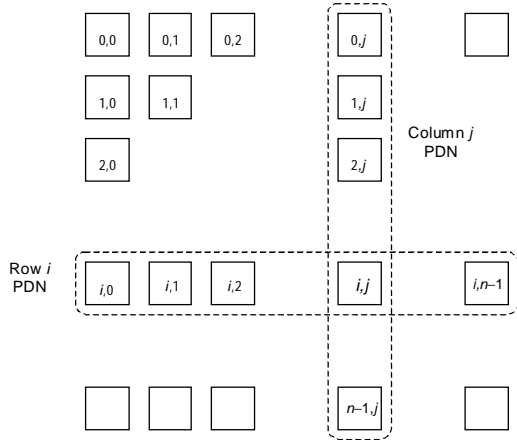 0,0 0,1 0,2 0,j
1,0 1,1 1,j
Column j
PDN
2,0 2,j
Row i
PDN
i,0 i,1 i,2 i,j i,n–1
n–1,j